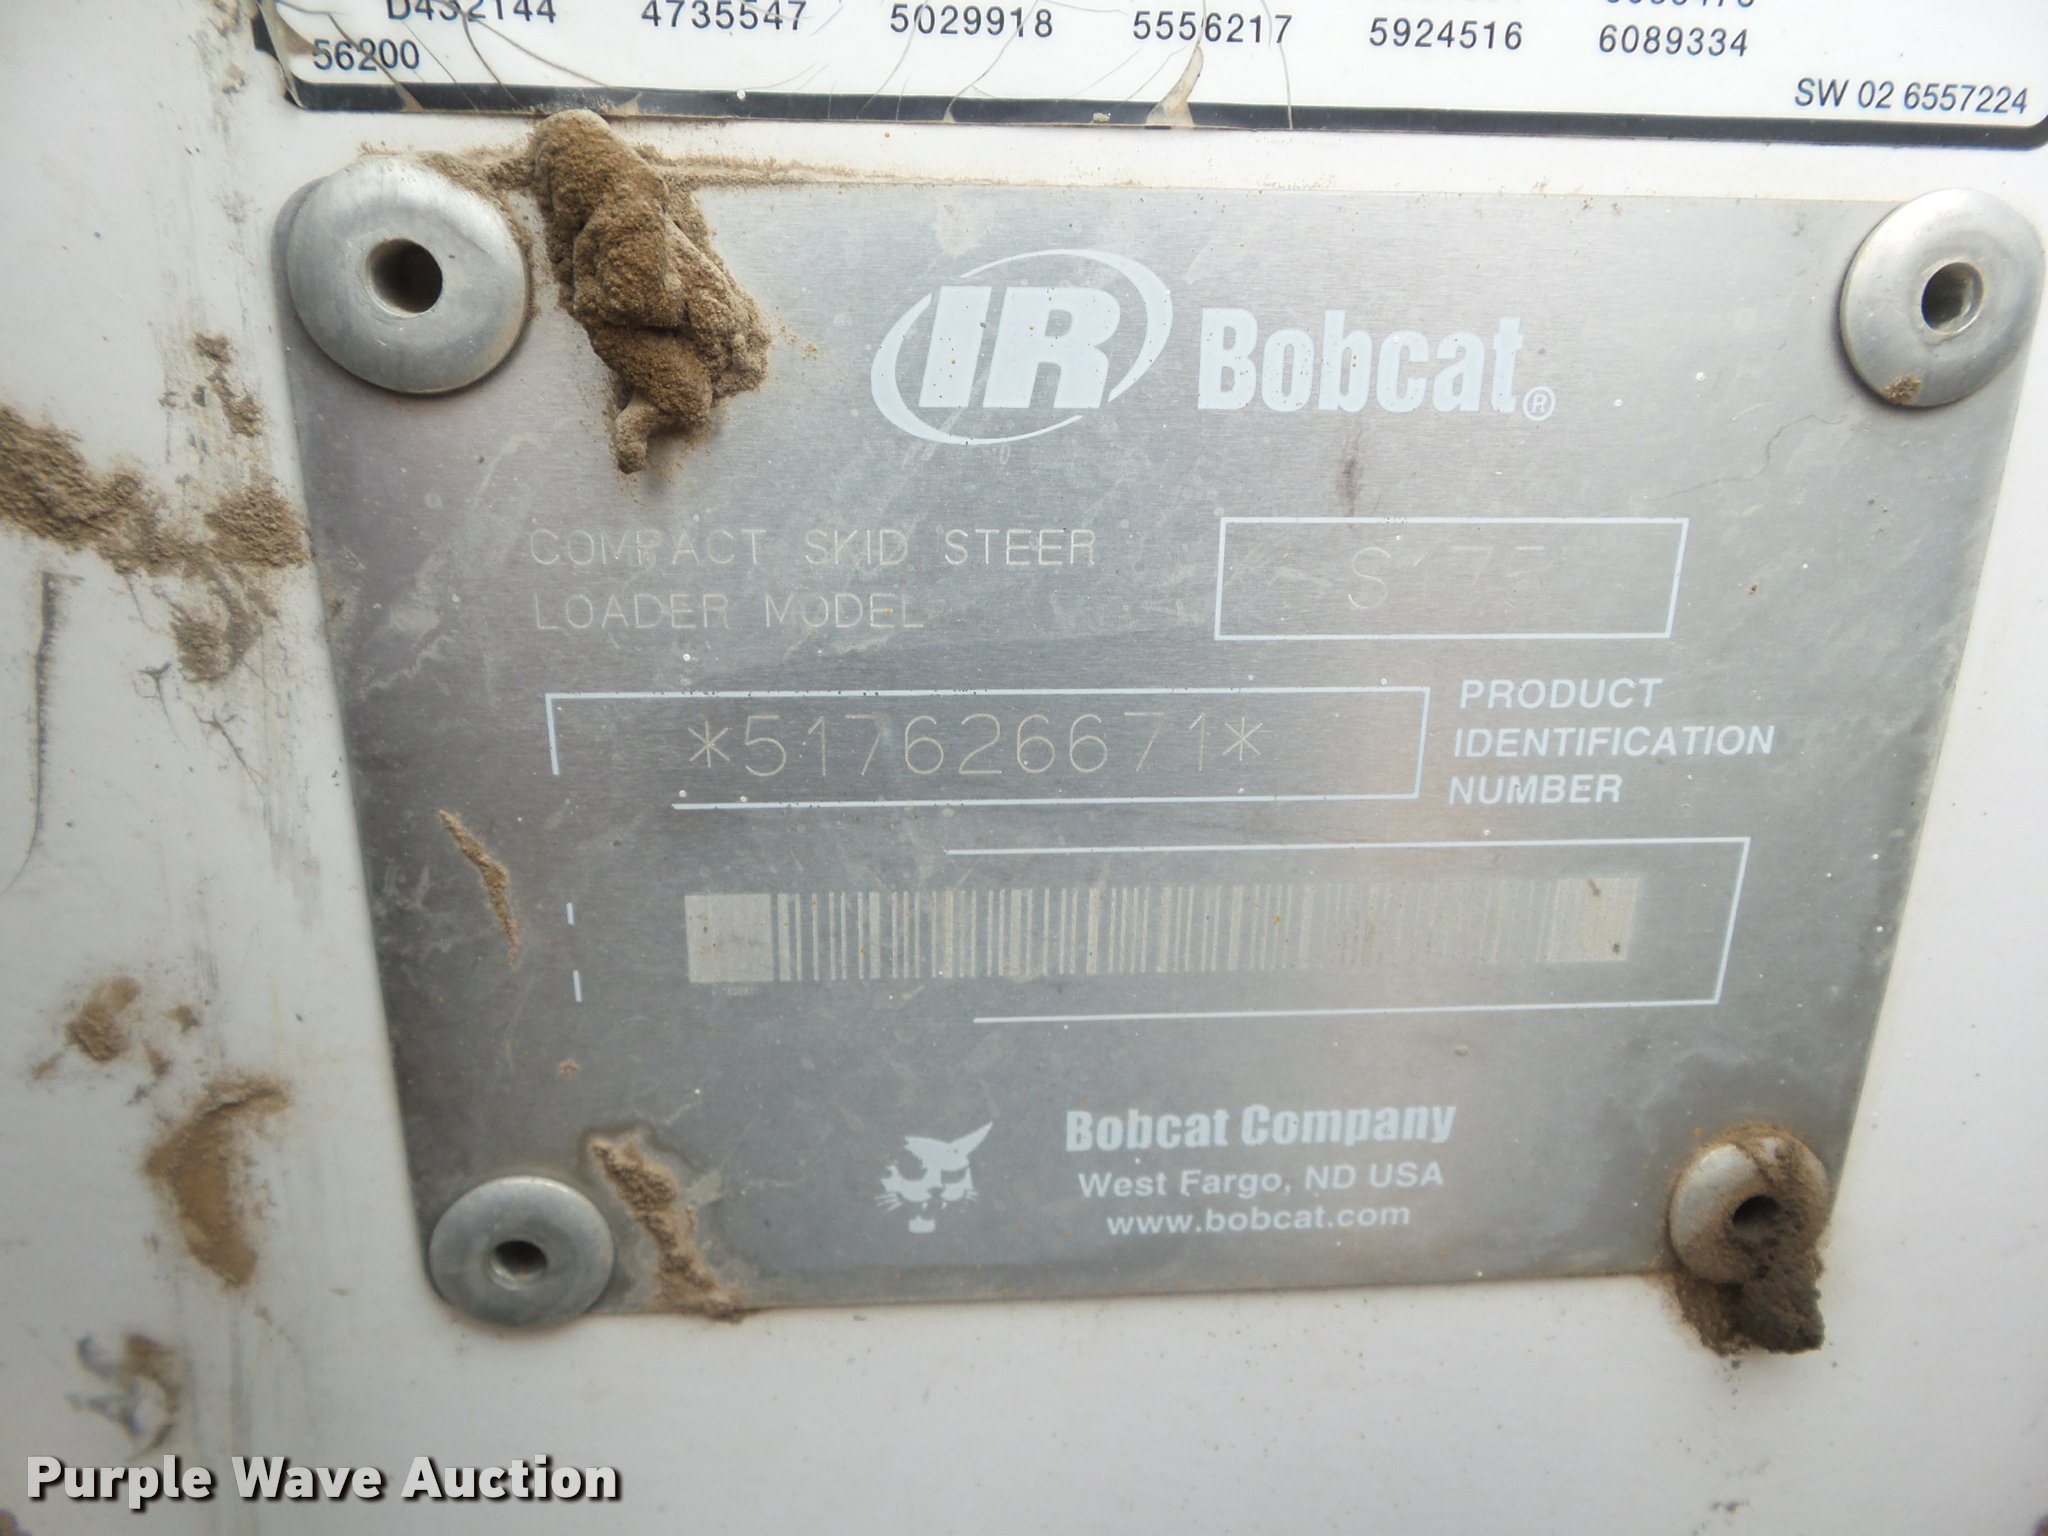 D432144 4735547 5029918 5556217 5924516 6089334
56200
SW 02 6557224
IR Bobcat®
COMPACT SKID STEER
LOADER MODEL
S175
*517626671*
PRODUCT
IDENTIFICATION
NUMBER
Bobcat Company
West Fargo, ND USA
www.bobcat.com
Purple Wave Auction